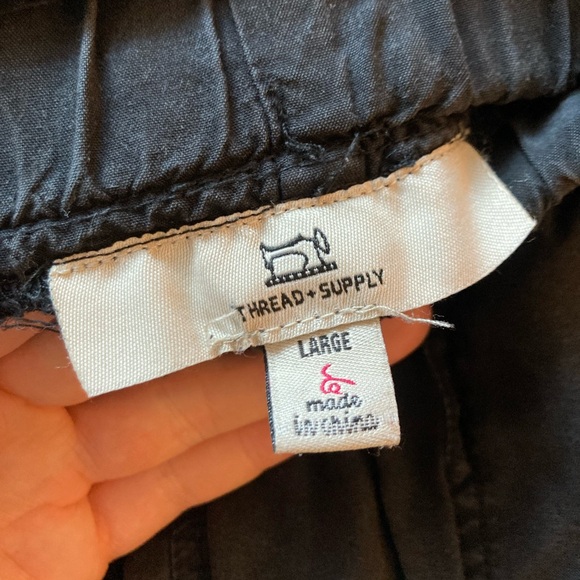 THREAD + SUPPLY
LARGE
made
in china